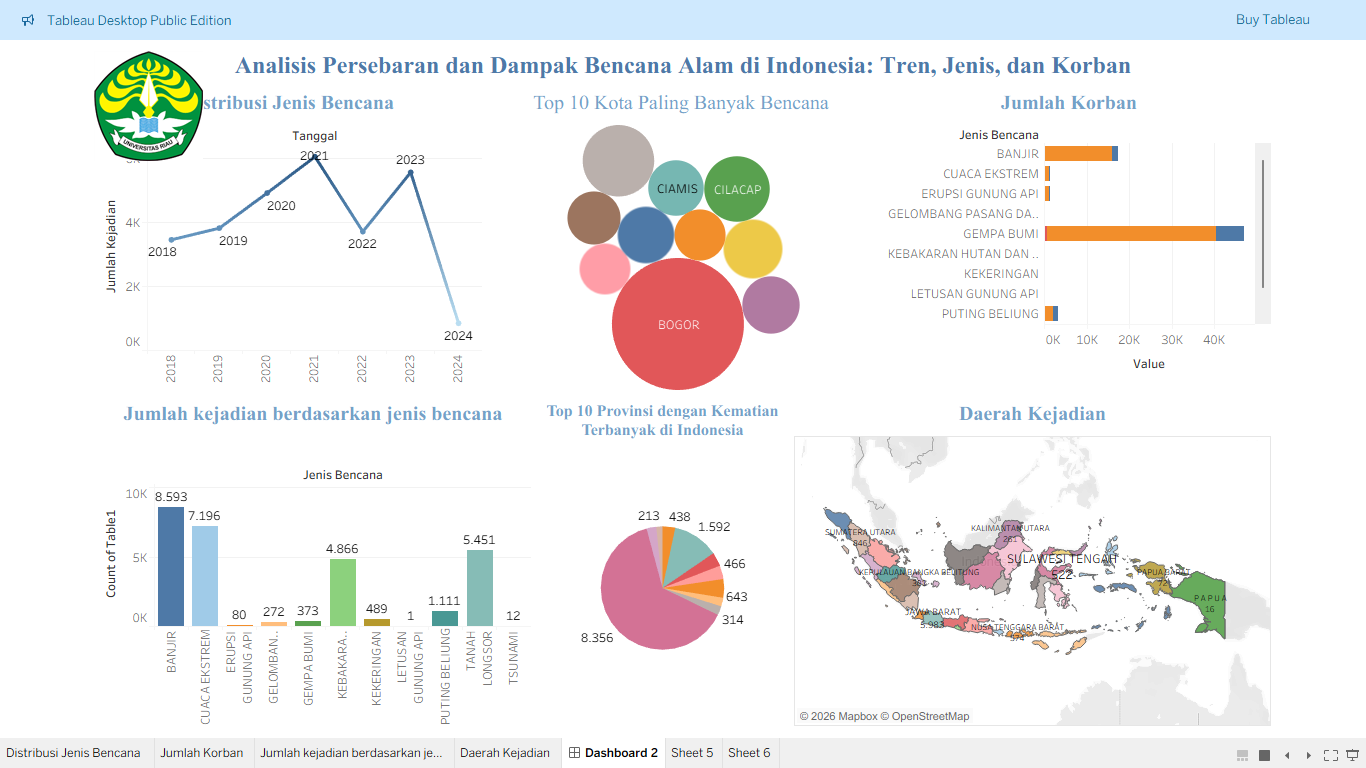 Tableau Desktop Public Edition
Buy Tableau
Analisis Persebaran dan Dampak Bencana Alam di Indonesia: Tren, Jenis, dan Korban
UNIVERSITAS RIAU
stribusi Jenis Bencana
Tanggal
2021
2023
2020
2019
2018
2022
2024
Jumlah Kejadian
4K
2K
0K
2018
2019
2020
2021
2022
2023
2024
Top 10 Kota Paling Banyak Bencana
CIAMIS
CILACAP
BOGOR
Jumlah Korban
Jenis Bencana
BANJIR
CUACA EKSTREM
ERUPSI GUNUNG API
GELOMBANG PASANG DA..
GEMPA BUMI
KEBAKARAN HUTAN DAN ..
KEKERINGAN
LETUSAN GUNUNG API
PUTING BELIUNG
0K 10K 20K 30K 40K
Value
Jumlah kejadian berdasarkan jenis bencana
Jenis Bencana
Count of Table1
10K
5K
0K
8.593
7.196
80
272
373
4.866
489
1
1.111
5.451
12
BANJIR
CUACA EKSTREM
ERUPSI
GUNUNG API
GELOMBAN..
GEMPA BUMI
KEBAKARA..
KEKERINGAN
LETUSAN
GUNUNG API
PUTING BELIUNG
TANAH
LONGSOR
TSUNAMI
Top 10 Provinsi dengan Kematian
Terbanyak di Indonesia
213
438
1.592
466
643
314
8.356
Daerah Kejadian
SUMATERA UTARA
846
KALIMANTAN UTARA
261
SULAWESI TENGAH
522
KEPULAUAN BANGKA BELITUNG
PAPUA BARAT
PAPUA
16
JAWA BARAT
5.983
NUSA TENGGARA BARAT
574
© 2026 Mapbox © OpenStreetMap
Distribusi Jenis Bencana
Jumlah Korban
Jumlah kejadian berdasarkan je...
Daerah Kejadian
Dashboard 2
Sheet 5
Sheet 6